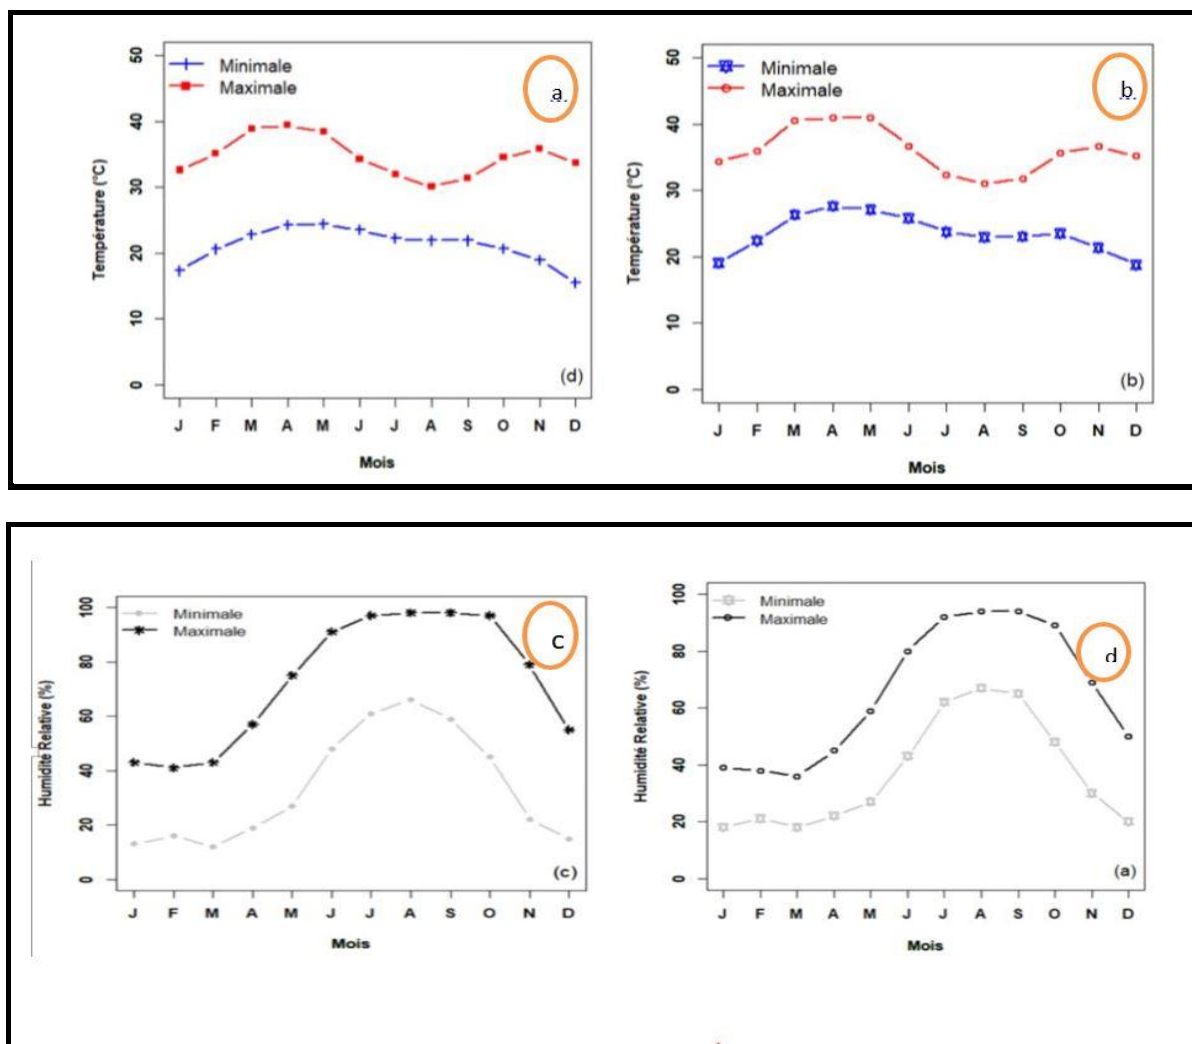 50
40
30
20
10
0
Température (°C)
Minimale
Maximale
a
(d)
J F M A M J J A S O N D
Mois
50
40
30
20
10
0
Température (°C)
Minimale
Maximale
b
(b)
J F M A M J J A S O N D
Mois
100
80
60
40
20
0
Humidité Relative (%)
Minimale
Maximale
c
(c)
J F M A M J J A S O N D
Mois
100
80
60
40
20
0
Humidité Relative (%)
Minimale
Maximale
d
(a)
J F M A M J J A S O N D
Mois